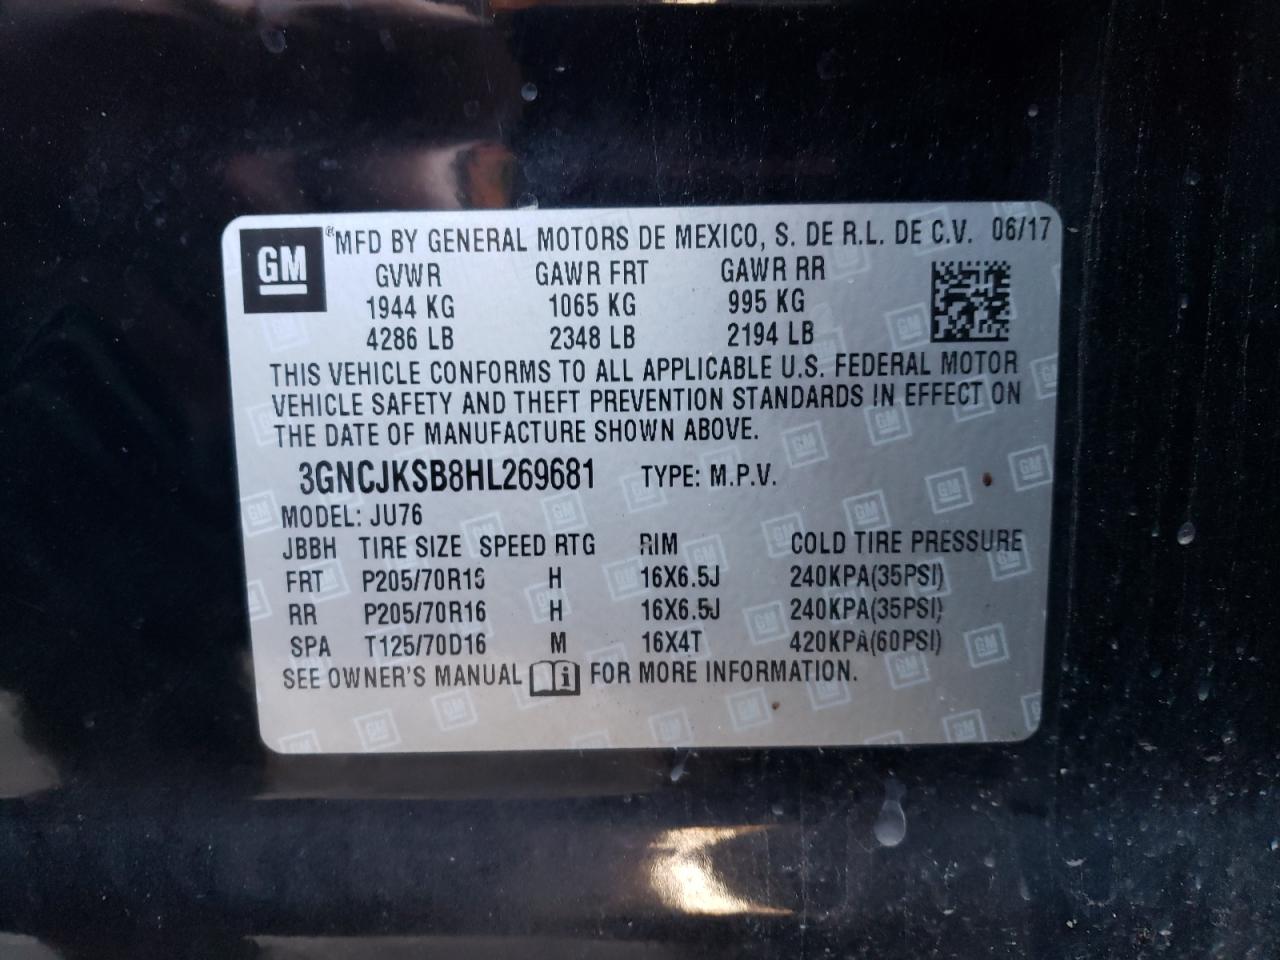 GM ® MFD BY GENERAL MOTORS DE MEXICO, S. DE R.L. DE C.V. 06/17
GVWR GAWR FRT GAWR RR
1944 KG 1065 KG 995 KG
4286 LB 2348 LB 2194 LB
THIS VEHICLE CONFORMS TO ALL APPLICABLE U.S. FEDERAL MOTOR
VEHICLE SAFETY AND THEFT PREVENTION STANDARDS IN EFFECT ON
THE DATE OF MANUFACTURE SHOWN ABOVE.
3GNCJKSB8HL269681 TYPE: M.P.V.
MODEL: JU76
JBBH TIRE SIZE SPEED RTG RIM COLD TIRE PRESSURE
FRT P205/70R16 H 16X6.5J 240KPA(35PSI)
RR P205/70R16 H 16X6.5J 240KPA(35PSI)
SPA T125/70D16 M 16X4T 420KPA(60PSI)
SEE OWNER'S MANUAL i FOR MORE INFORMATION.